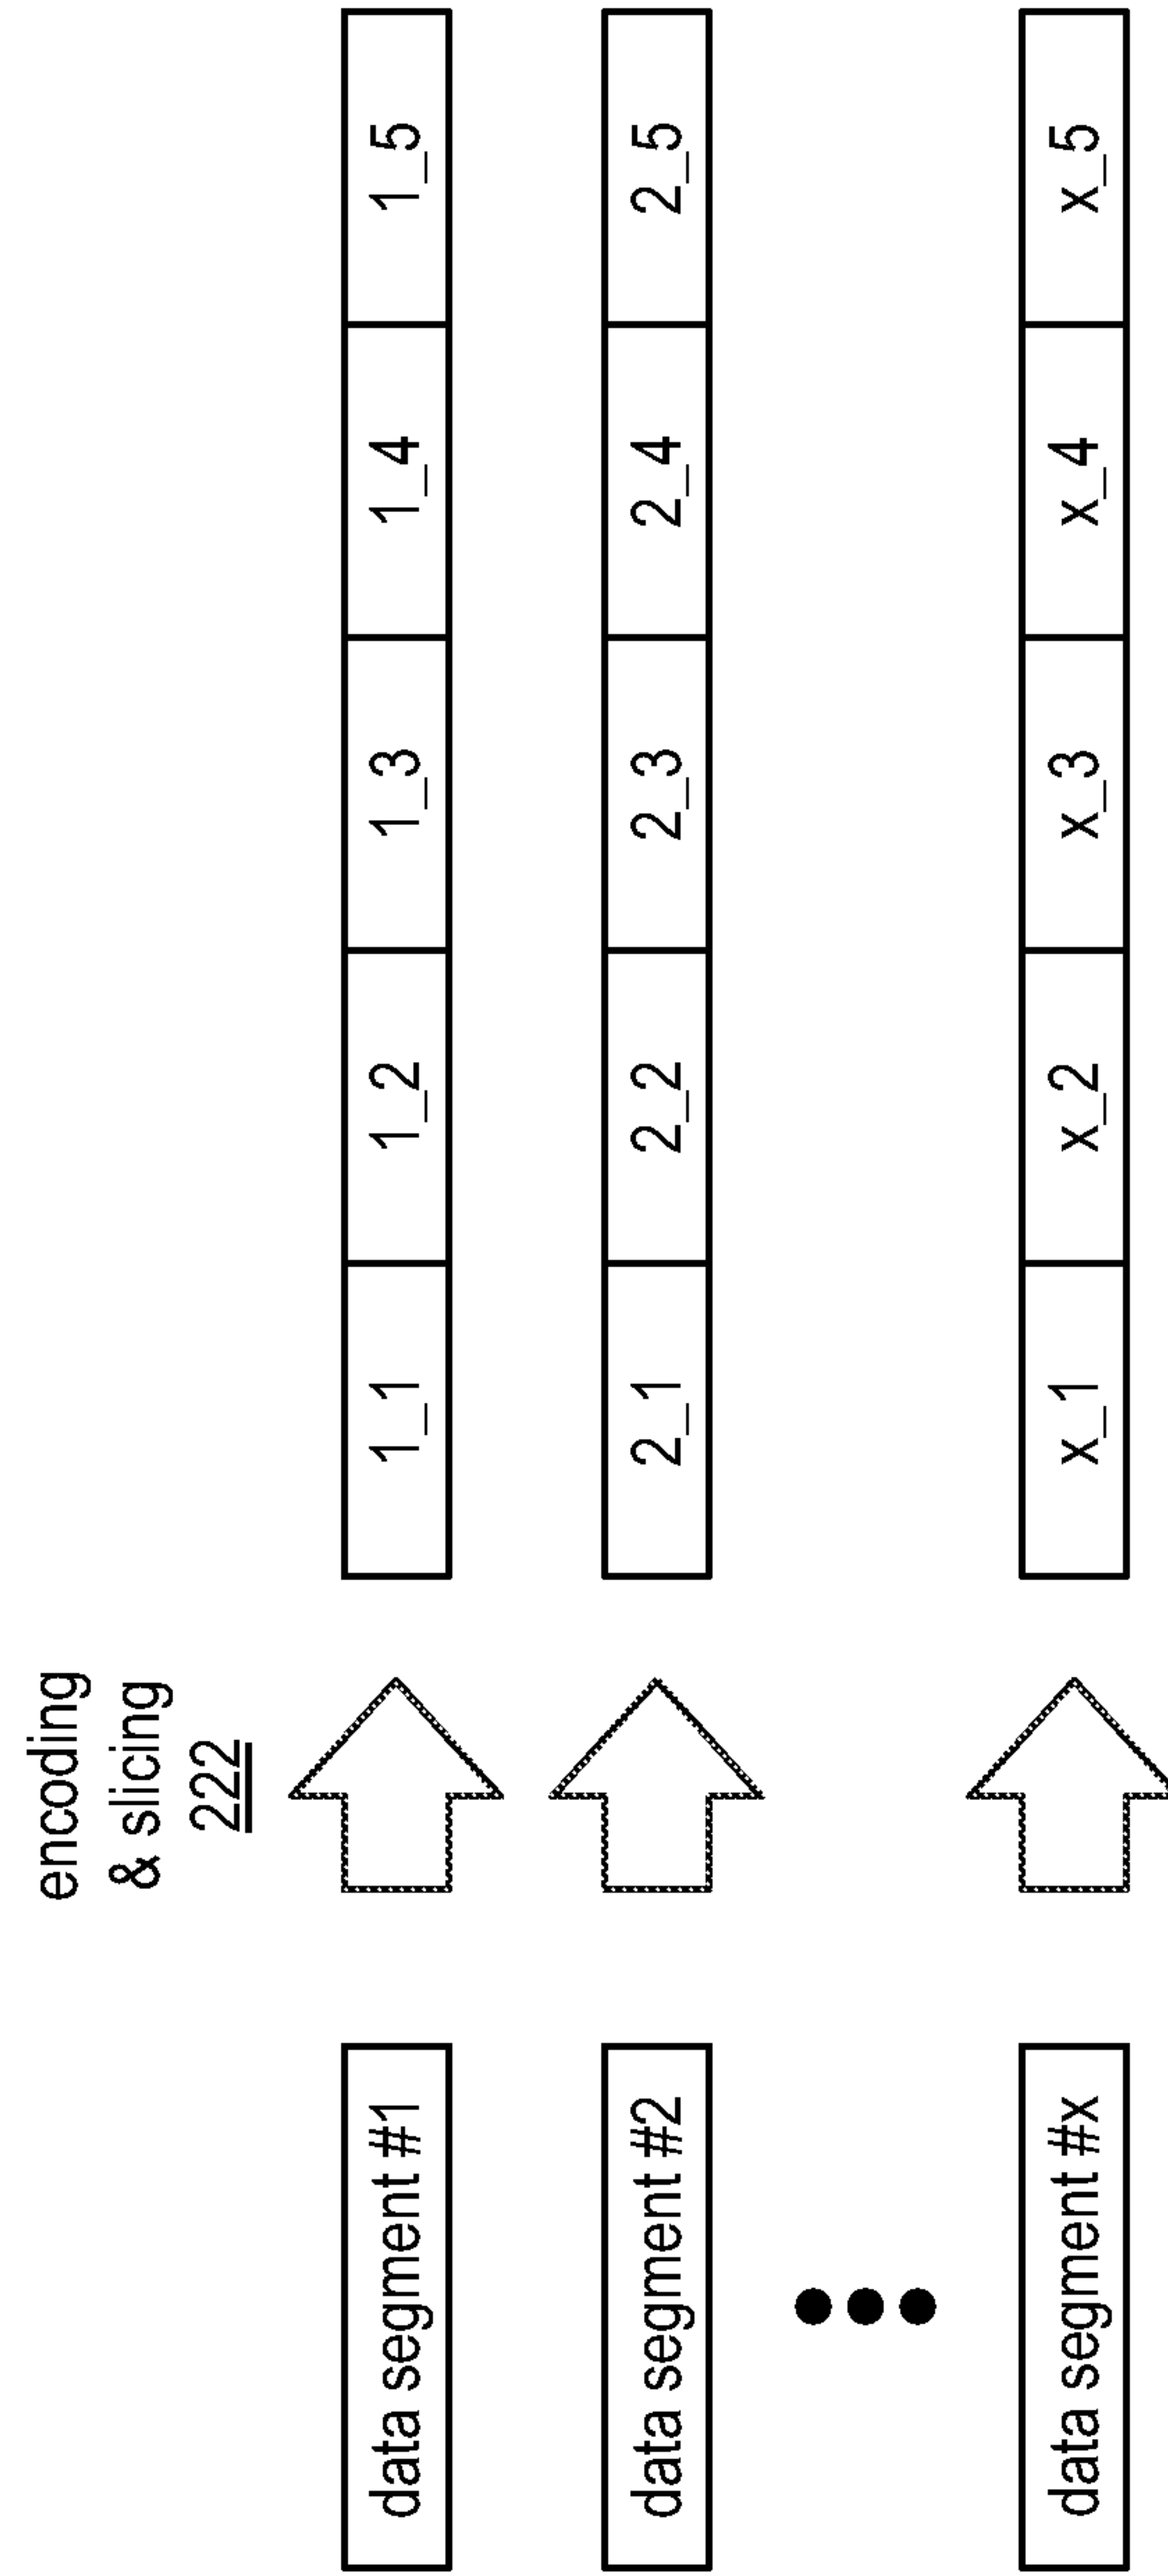 encoding
& slicing
222
data segment #1
1_1
1_2
1_3
1_4
1_5
data segment #2
2_1
2_2
2_3
2_4
2_5
data segment #x
x_1
x_2
x_3
x_4
x_5